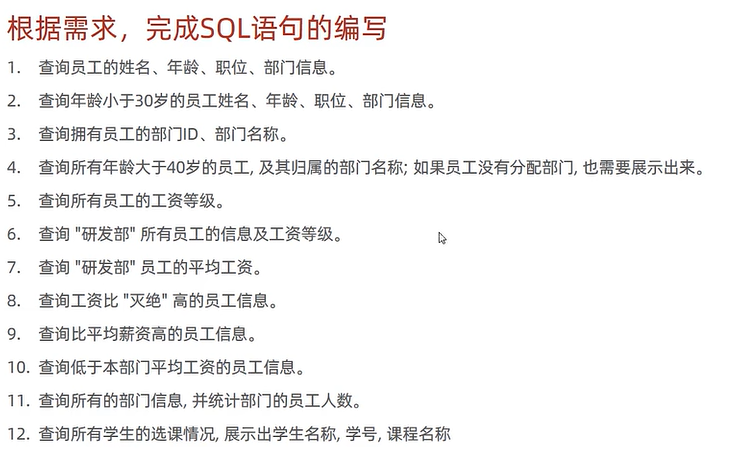 根据需求，完成SQL语句的编写
1. 查询员工的姓名、年龄、职位、部门信息。
2. 查询年龄小于30岁的员工姓名、年龄、职位、部门信息。
3. 查询拥有员工的部门ID、部门名称。
4. 查询所有年龄大于40岁的员工, 及其归属的部门名称; 如果员工没有分配部门, 也需要展示出来。
5. 查询所有员工的工资等级。
6. 查询 "研发部" 所有员工的信息及工资等级。
7. 查询 "研发部" 员工的平均工资。
8. 查询工资比 "灭绝" 高的员工信息。
9. 查询比平均薪资高的员工信息。
10. 查询低于本部门平均工资的员工信息。
11. 查询所有的部门信息, 并统计部门的员工人数。
12. 查询所有学生的选课情况, 展示出学生名称, 学号, 课程名称